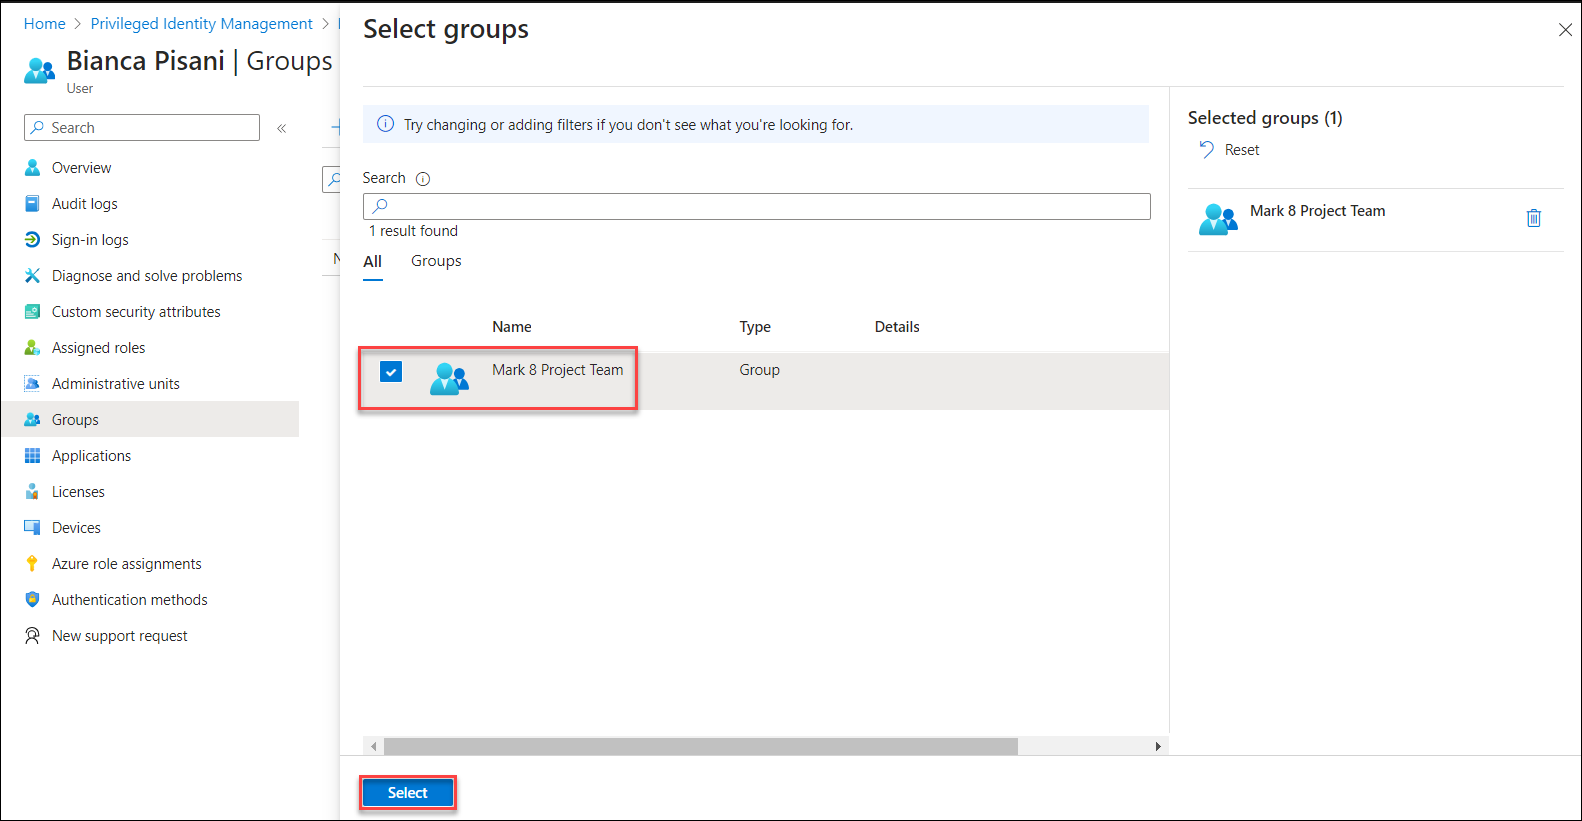 Home > Privileged Identity Management >
Bianca Pisani | Groups
User
Search
«
Overview
Audit logs
Sign-in logs
Diagnose and solve problems
Custom security attributes
Assigned roles
Administrative units
Groups
Applications
Licenses
Devices
Azure role assignments
Authentication methods
New support request
Select groups
Try changing or adding filters if you don't see what you're looking for.
Search
1 result found
All Groups
Name Type Details
Mark 8 Project Team Group
Select
Selected groups (1)
Reset
Mark 8 Project Team